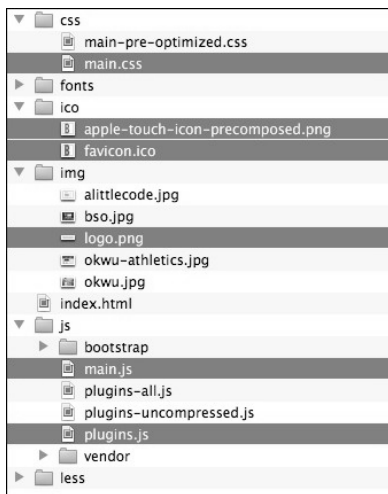 css
main-pre-optimized.css
main.css
fonts
ico
apple-touch-icon-precomposed.png
favicon.ico
img
alittlecode.jpg
bso.jpg
logo.png
okwu-athletics.jpg
okwu.jpg
index.html
js
bootstrap
main.js
plugins-all.js
plugins-uncompressed.js
plugins.js
vendor
less